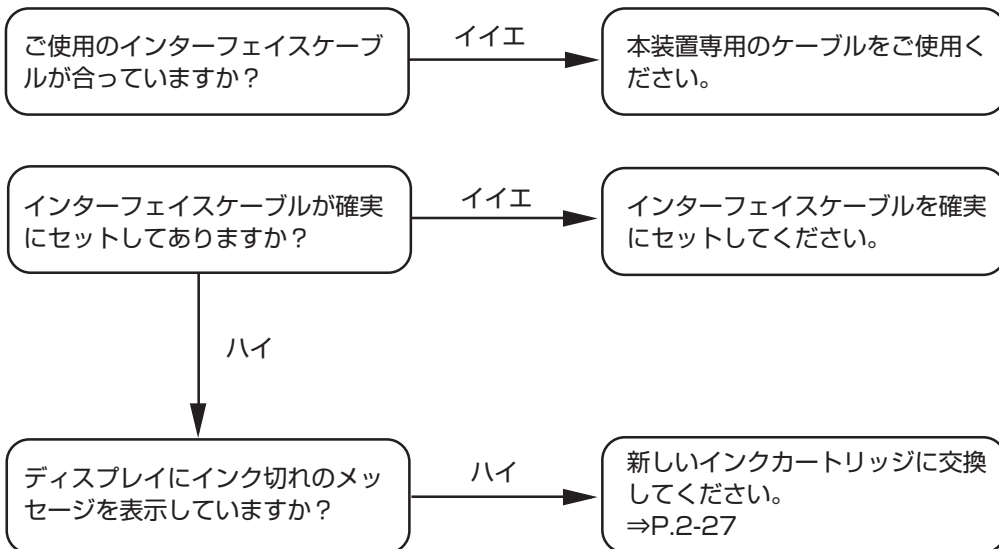 ご使用のインターフェイスケーブ
ルが合っていますか？
イイエ
本装置専用のケーブルをご使用く
ださい。
インターフェイスケーブルが確実
にセットしてありますか？
イイエ
インターフェイスケーブルを確実
にセットしてください。
ハイ
ディスプレイにインク切れのメッ
セージを表示していますか？
ハイ
新しいインクカートリッジに交換
してください。
⇒P.2-27